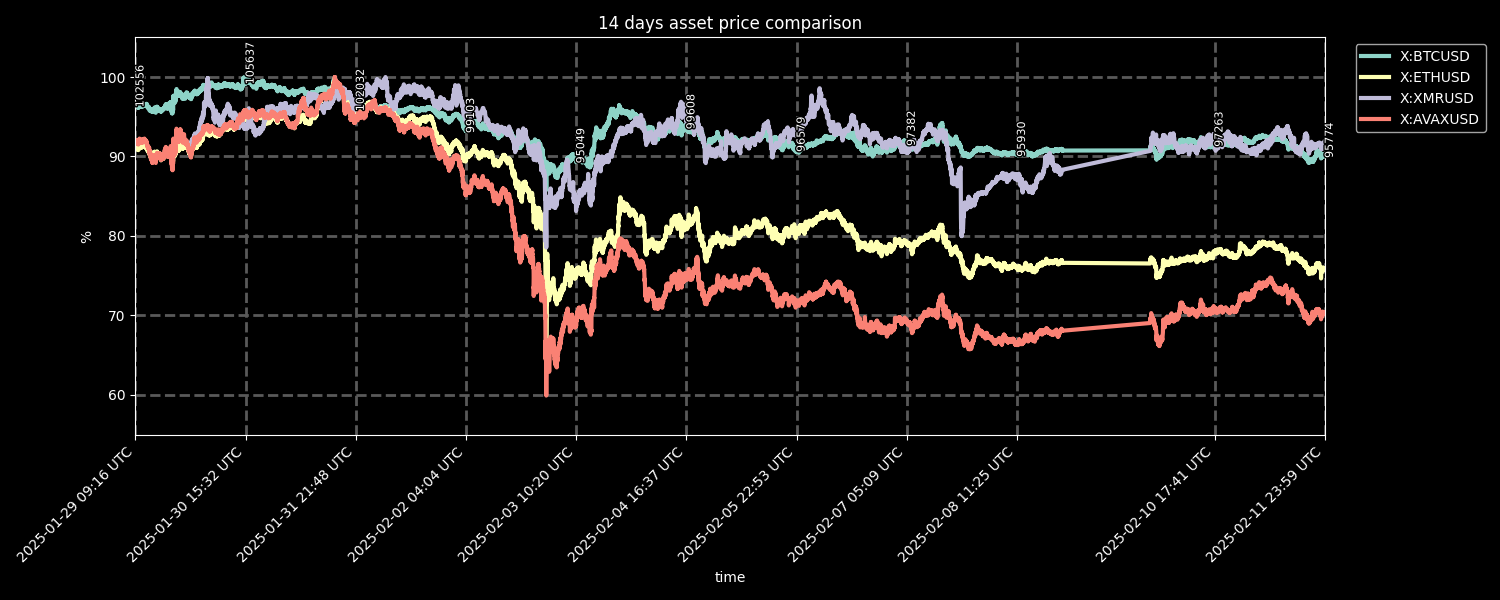 14 days asset price comparison
X:BTCUSD
X:ETHUSD
X:XMRUSD
X:AVAXUSD
%
100
90
80
70
60
102556
105637
102032
99103
95049
99608
96579
97382
95930
97263
95774
2025-01-29 09:16 UTC
2025-01-30 15:32 UTC
2025-01-31 21:48 UTC
2025-02-02 04:04 UTC
2025-02-03 10:20 UTC
2025-02-04 16:37 UTC
2025-02-05 22:53 UTC
2025-02-07 05:09 UTC
2025-02-08 11:25 UTC
2025-02-10 17:41 UTC
2025-02-11 23:59 UTC
time